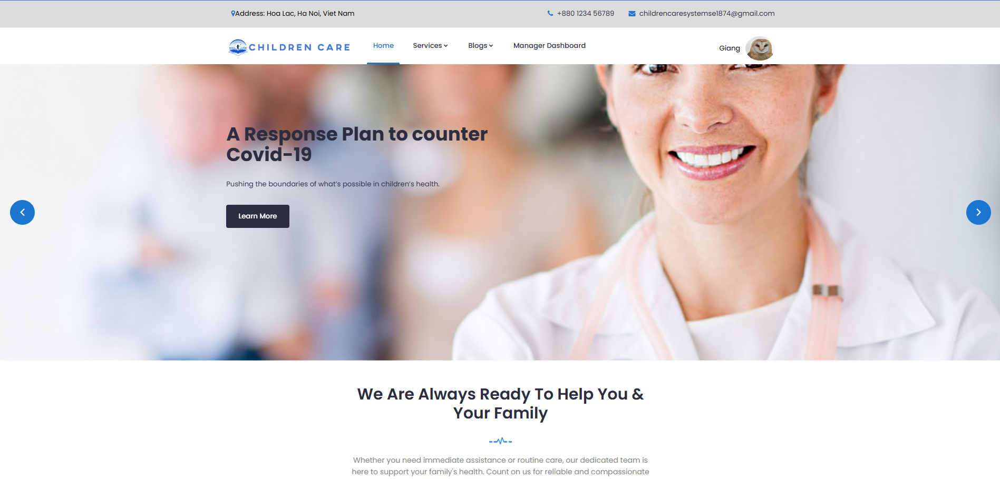 Address: Hoa Lac, Ha Noi, Viet Nam
+880 1234 56789
childrencaresystemse1874@gmail.com
CHILDREN CARE
Home
Services
Blogs
Manager Dashboard
Giang
A Response Plan to counter
Covid-19
Pushing the boundaries of what’s possible in children’s health.
Learn More
We Are Always Ready To Help You &
Your Family
Whether you need immediate assistance or routine care, our dedicated team is
here to support your family's health. Count on us for reliable and compassionate